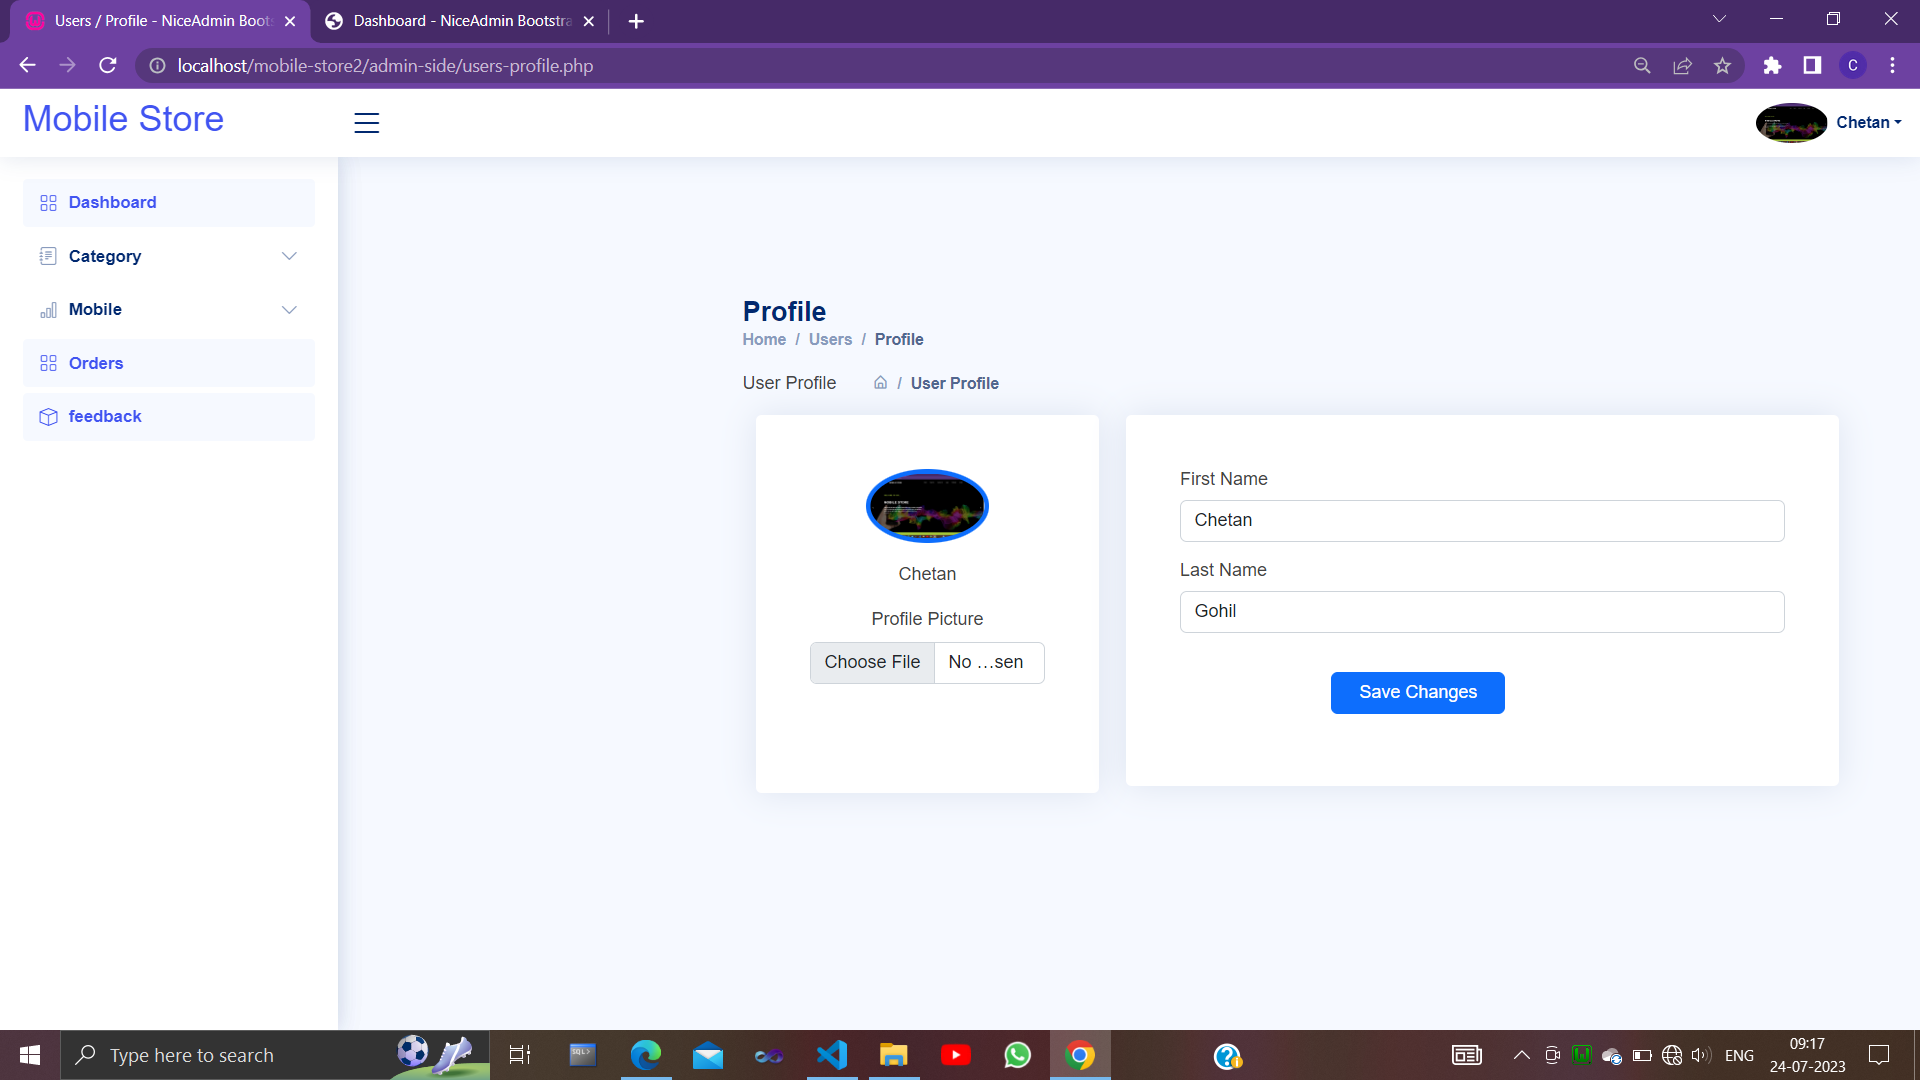 Users / Profile - NiceAdmin Boots
Dashboard - NiceAdmin Bootstra
localhost/mobile-store2/admin-side/users-profile.php
C
Mobile Store
Chetan
Dashboard
Category
Mobile
Orders
feedback
Profile
Home / Users / Profile
User Profile / User Profile
Chetan
Profile Picture
Choose File No ...sen
First Name
Chetan
Last Name
Gohil
Save Changes
Type here to search
SQL>
ENG
09:17
24-07-2023